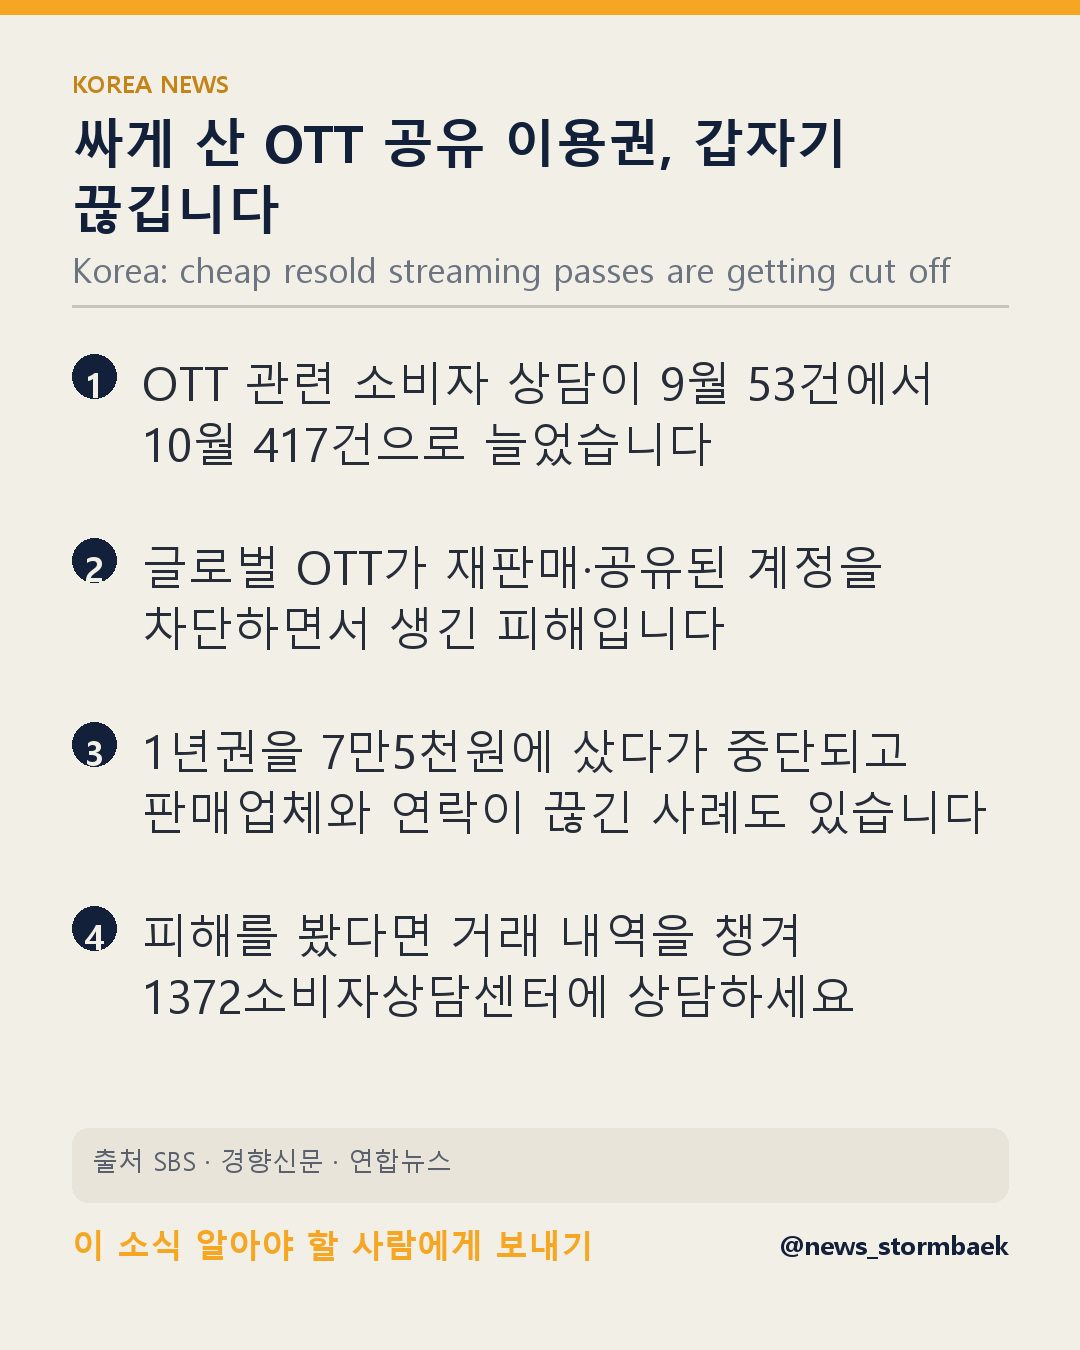 KOREA NEWS
싸게 산 OTT 공유 이용권, 갑자기
끊깁니다
Korea: cheap resold streaming passes are getting cut off
1 OTT 관련 소비자 상담이 9월 53건에서
10월 417건으로 늘었습니다
2 글로벌 OTT가 재판매·공유된 계정을
차단하면서 생긴 피해입니다
3 1년권을 7만5천원에 샀다가 중단되고
판매업체와 연락이 끊긴 사례도 있습니다
4 피해를 봤다면 거래 내역을 챙겨
1372소비자상담센터에 상담하세요
출처 SBS · 경향신문 · 연합뉴스
이 소식 알아야 할 사람에게 보내기
@news_stormbaek